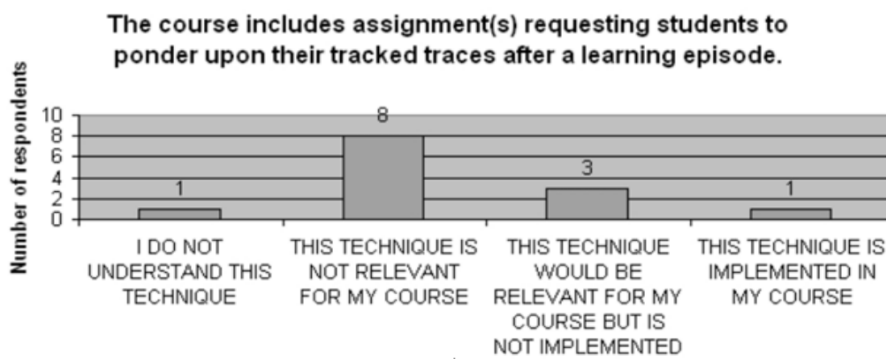 The course includes assignment(s) requesting students to
ponder upon their tracked traces after a learning episode.
Number of respondents
10
8
6
4
2
0
1
8
3
1
I DO NOT
UNDERSTAND THIS
TECHNIQUE
THIS TECHNIQUE IS
NOT RELEVANT
FOR MY COURSE
THIS TECHNIQUE
WOULD BE
RELEVANT FOR MY
COURSE BUT IS
NOT IMPLEMENTED
THIS TECHNIQUE IS
IMPLEMENTED IN
MY COURSE